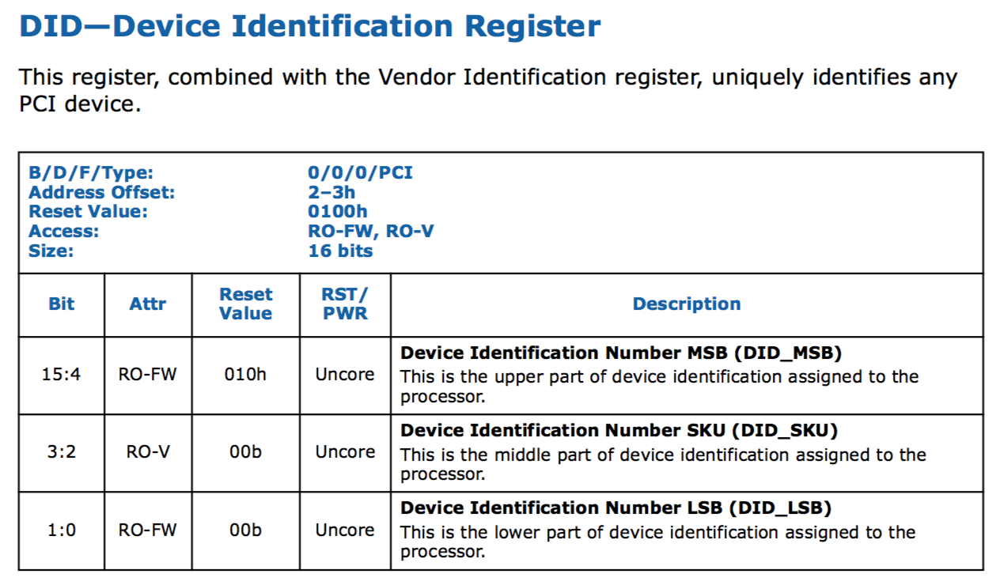 DID—Device Identification Register
This register, combined with the Vendor Identification register, uniquely identifies any
PCI device.
B/D/F/Type: 0/0/0/PCI
Address Offset: 2–3h
Reset Value: 0100h
Access: RO-FW, RO-V
Size: 16 bits
Bit Attr Reset Value RST/ PWR Description
15:4 RO-FW 010h Uncore Device Identification Number MSB (DID_MSB)
This is the upper part of device identification assigned to the
processor.
3:2 RO-V 00b Uncore Device Identification Number SKU (DID_SKU)
This is the middle part of device identification assigned to the
processor.
1:0 RO-FW 00b Uncore Device Identification Number LSB (DID_LSB)
This is the lower part of device identification assigned to the
processor.